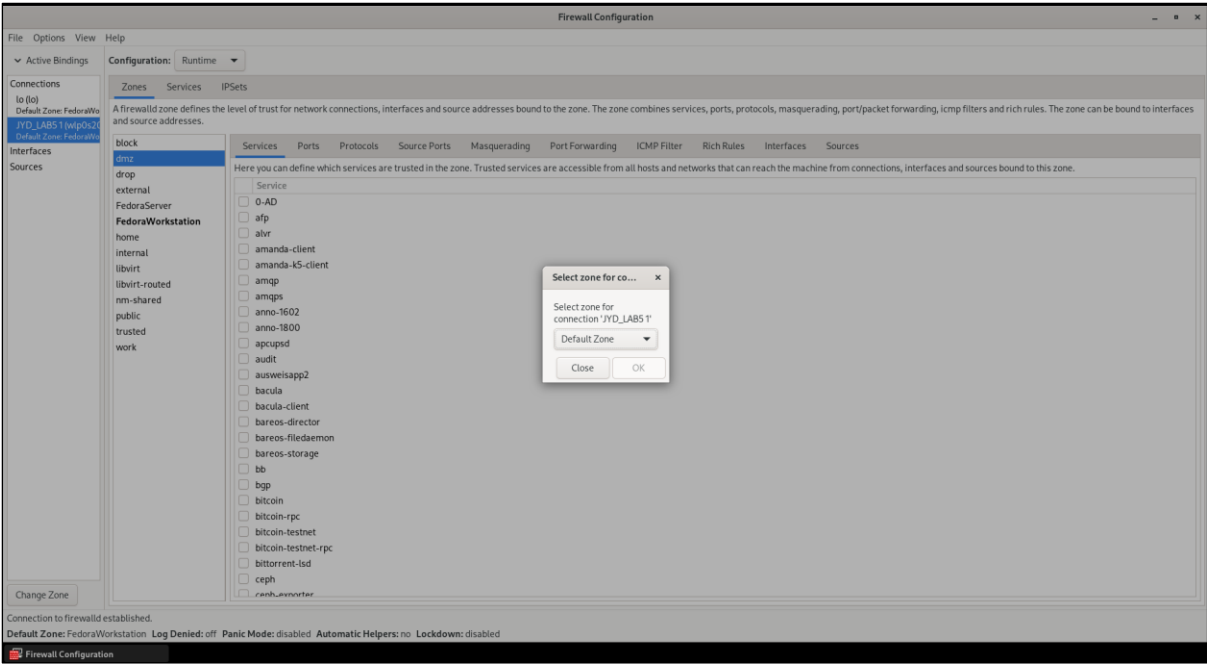 Firewall Configuration
File Options View Help
Active Bindings
Configuration: Runtime
Connections
lo (lo)
Default Zone: FedoraWo
JYD_LAB5 1 (wlp0s20
Default Zone: FedoraWo
Interfaces
Sources
Change Zone
Zones Services IPSets
A firewalld zone defines the level of trust for network connections, interfaces and source addresses bound to the zone. The zone combines services, ports, protocols, masquerading, port/packet forwarding, icmp filters and rich rules. The zone can be bound to interfaces
and source addresses.
block
dmz
drop
external
FedoraServer
FedoraWorkstation
home
internal
libvirt
libvirt-routed
nm-shared
public
trusted
work
Services Ports Protocols Source Ports Masquerading Port Forwarding ICMP Filter Rich Rules Interfaces Sources
Here you can define which services are trusted in the zone. Trusted services are accessible from all hosts and networks that can reach the machine from connections, interfaces and sources bound to this zone.
Service
0-AD
afp
alvr
amanda-client
amanda-k5-client
amqp
amqps
anno-1602
anno-1800
apcupsd
audit
ausweisapp2
bacula
bacula-client
bareos-director
bareos-filedaemon
bareos-storage
bb
bgp
bitcoin
bitcoin-rpc
bitcoin-testnet
bitcoin-testnet-rpc
bittorrent-lsd
ceph
ceph-exporter
Select zone for co...
Select zone for
connection 'JYD_LAB5 1'
Default Zone
Close OK
Connection to firewalld established.
Default Zone: FedoraWorkstation Log Denied: off Panic Mode: disabled Automatic Helpers: no Lockdown: disabled
Firewall Configuration